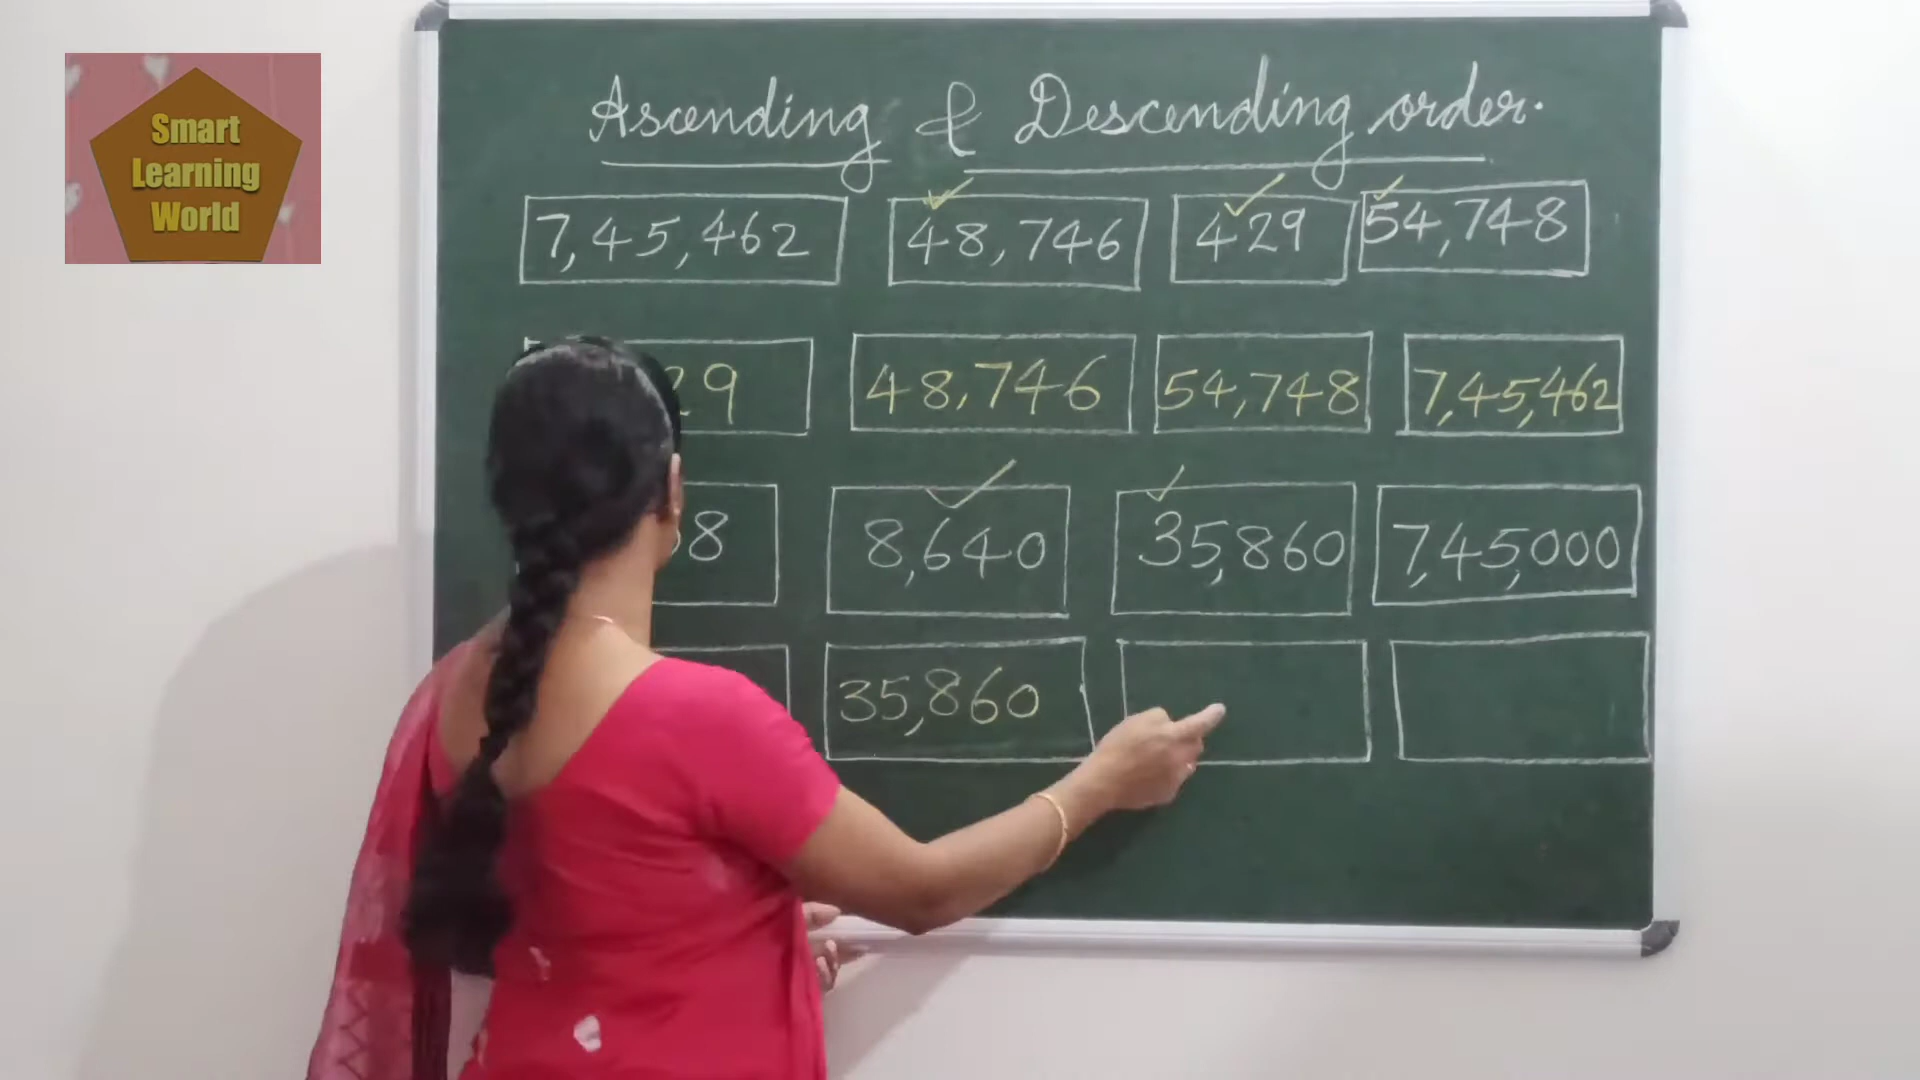 Smart
Learning
World
Ascending & Descending order.
7,45,462 48,746 429 54,748
29 48,746 54,748 7,45,462
8 8,640 35,860 7,45,000
35,860